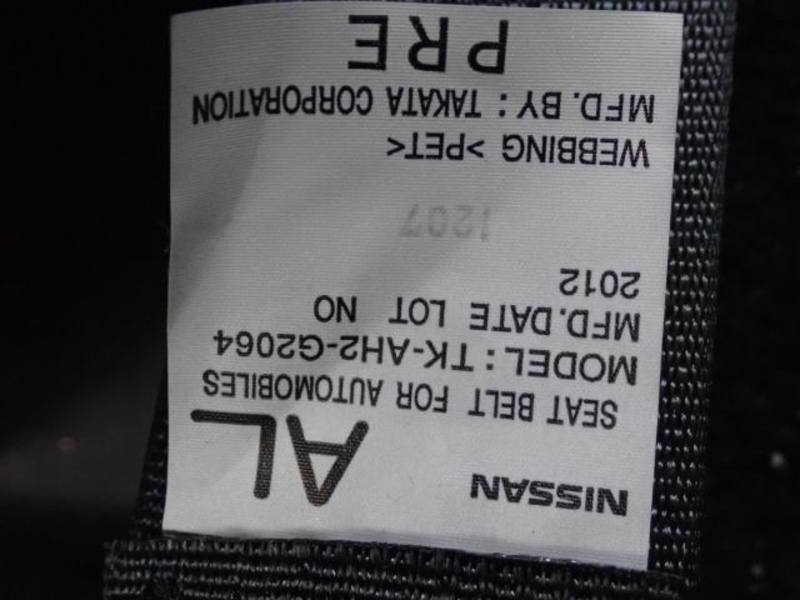 NISSAN AL
SEAT BELT FOR AUTOMOBILES
MODEL : TK-AH2-G2064
MFD.DATE LOT NO
2012
1207
WEBBING >PET<
MFD. BY : TAKATA CORPORATION
PRE